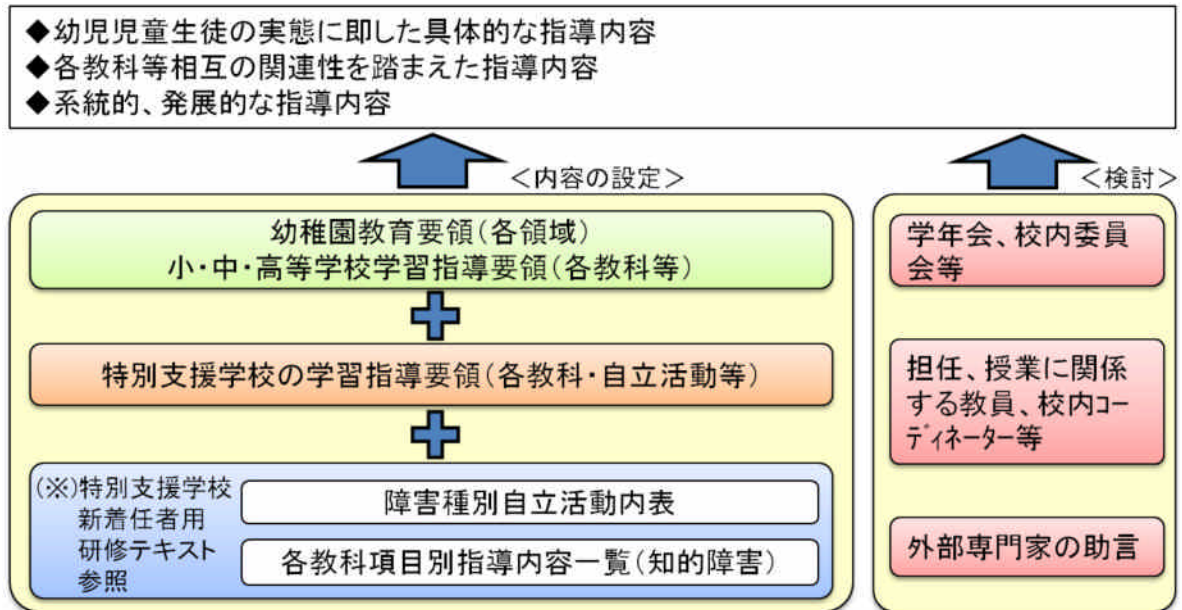 ◆幼児児童生徒の実態に即した具体的な指導内容
◆各教科等相互の関連性を踏まえた指導内容
◆系統的、発展的な指導内容
＜内容の設定＞
＜検討＞
幼稚園教育要領(各領域)
小・中・高等学校学習指導要領(各教科等)
特別支援学校の学習指導要領(各教科・自立活動等)
(※)特別支援学校
新着任者用
研修テキスト
参照
障害種別自立活動内表
各教科項目別指導内容一覧(知的障害)
学年会、校内委員
会等
担任、授業に関係
する教員、校内ｺｰ
ﾃﾞｨﾈｰﾀｰ等
外部専門家の助言